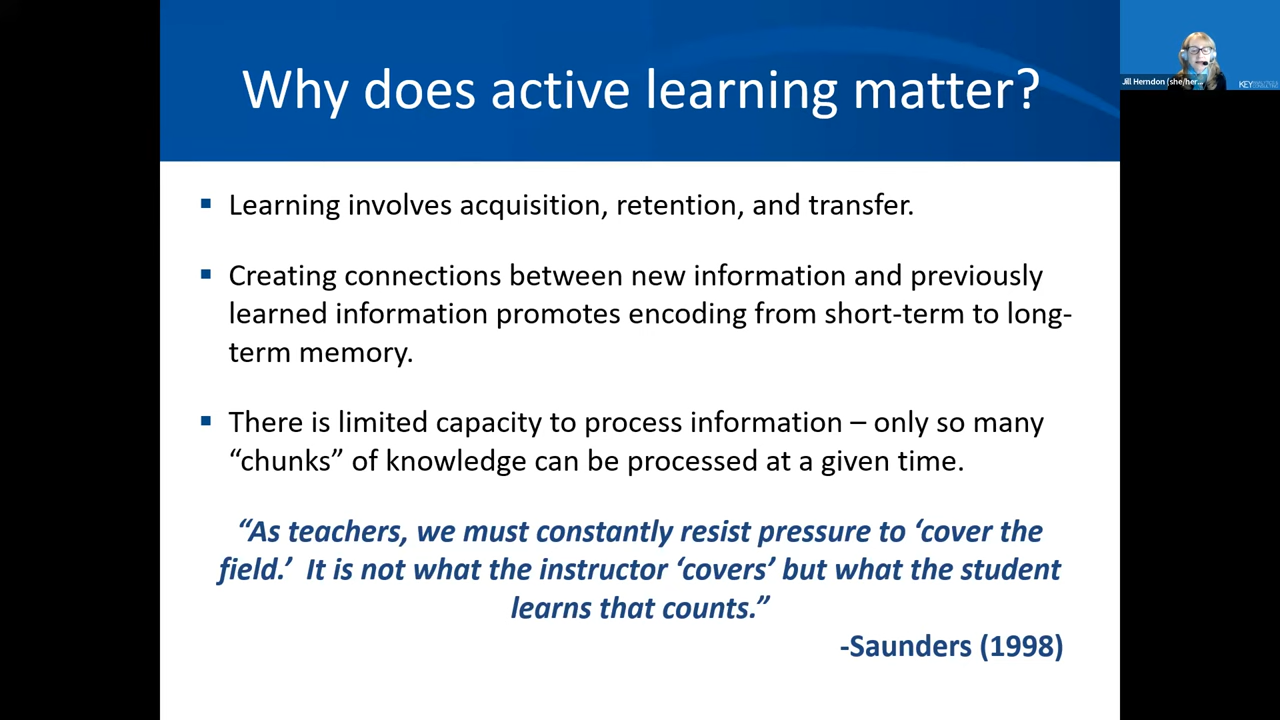 Why does active learning matter?
Jill Herndon (she/her...
KEY
▪ Learning involves acquisition, retention, and transfer.
▪ Creating connections between new information and previously
learned information promotes encoding from short-term to long-
term memory.
▪ There is limited capacity to process information – only so many
“chunks” of knowledge can be processed at a given time.
“As teachers, we must constantly resist pressure to ‘cover the
field.’ It is not what the instructor ‘covers’ but what the student
learns that counts.”
-Saunders (1998)